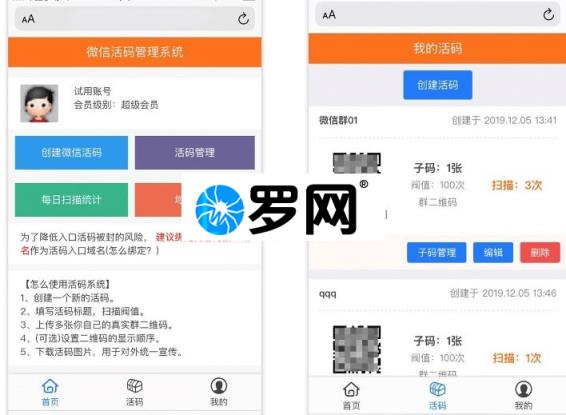 AA
微信活码管理系统
试用账号
会员级别：超级会员
创建微信活码
活码管理
每日扫描统计
为了降低入口活码被封的风险，建议绑
名作为活码入口域名(怎么绑定？)
【怎么使用活码系统】
1、创建一个新的活码。
2、填写活码标题，扫描阀值。
3、上传多张你自己的真实群二维码。
4、(可选)设置二维码的显示顺序。
5、下载活码图片，用于对外统一宣传。
首页
活码
我的
罗网®
AA
我的活码
创建活码
微信群01
创建于 2019.12.05 13:41
子码：1张
阀值：100次
扫描：3次
群二维码
子码管理
编辑
删除
qqq
创建于 2019.12.05 13:46
子码：1张
阀值：100次
扫描：1次
群二维码
首页
活码
我的